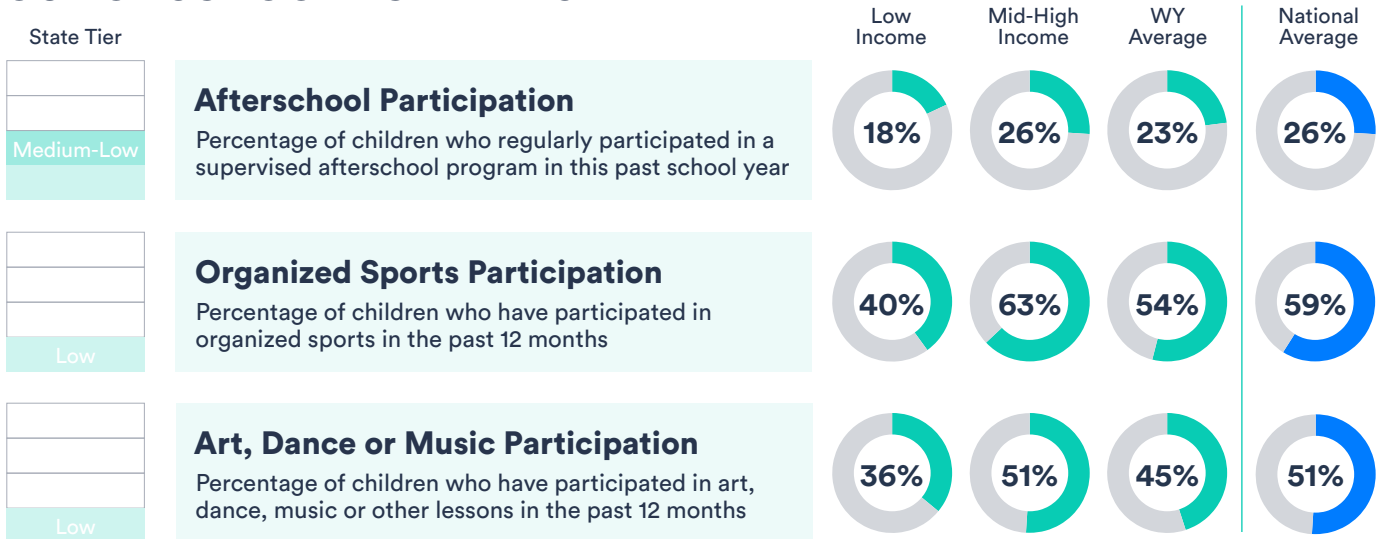 State Tier
Low
Income
Mid-High
Income
WY
Average
National
Average
Medium-Low
Afterschool Participation
Percentage of children who regularly participated in a
supervised afterschool program in this past school year
18%
26%
23%
26%
Low
Organized Sports Participation
Percentage of children who have participated in
organized sports in the past 12 months
40%
63%
54%
59%
Low
Art, Dance or Music Participation
Percentage of children who have participated in art,
dance, music or other lessons in the past 12 months
36%
51%
45%
51%